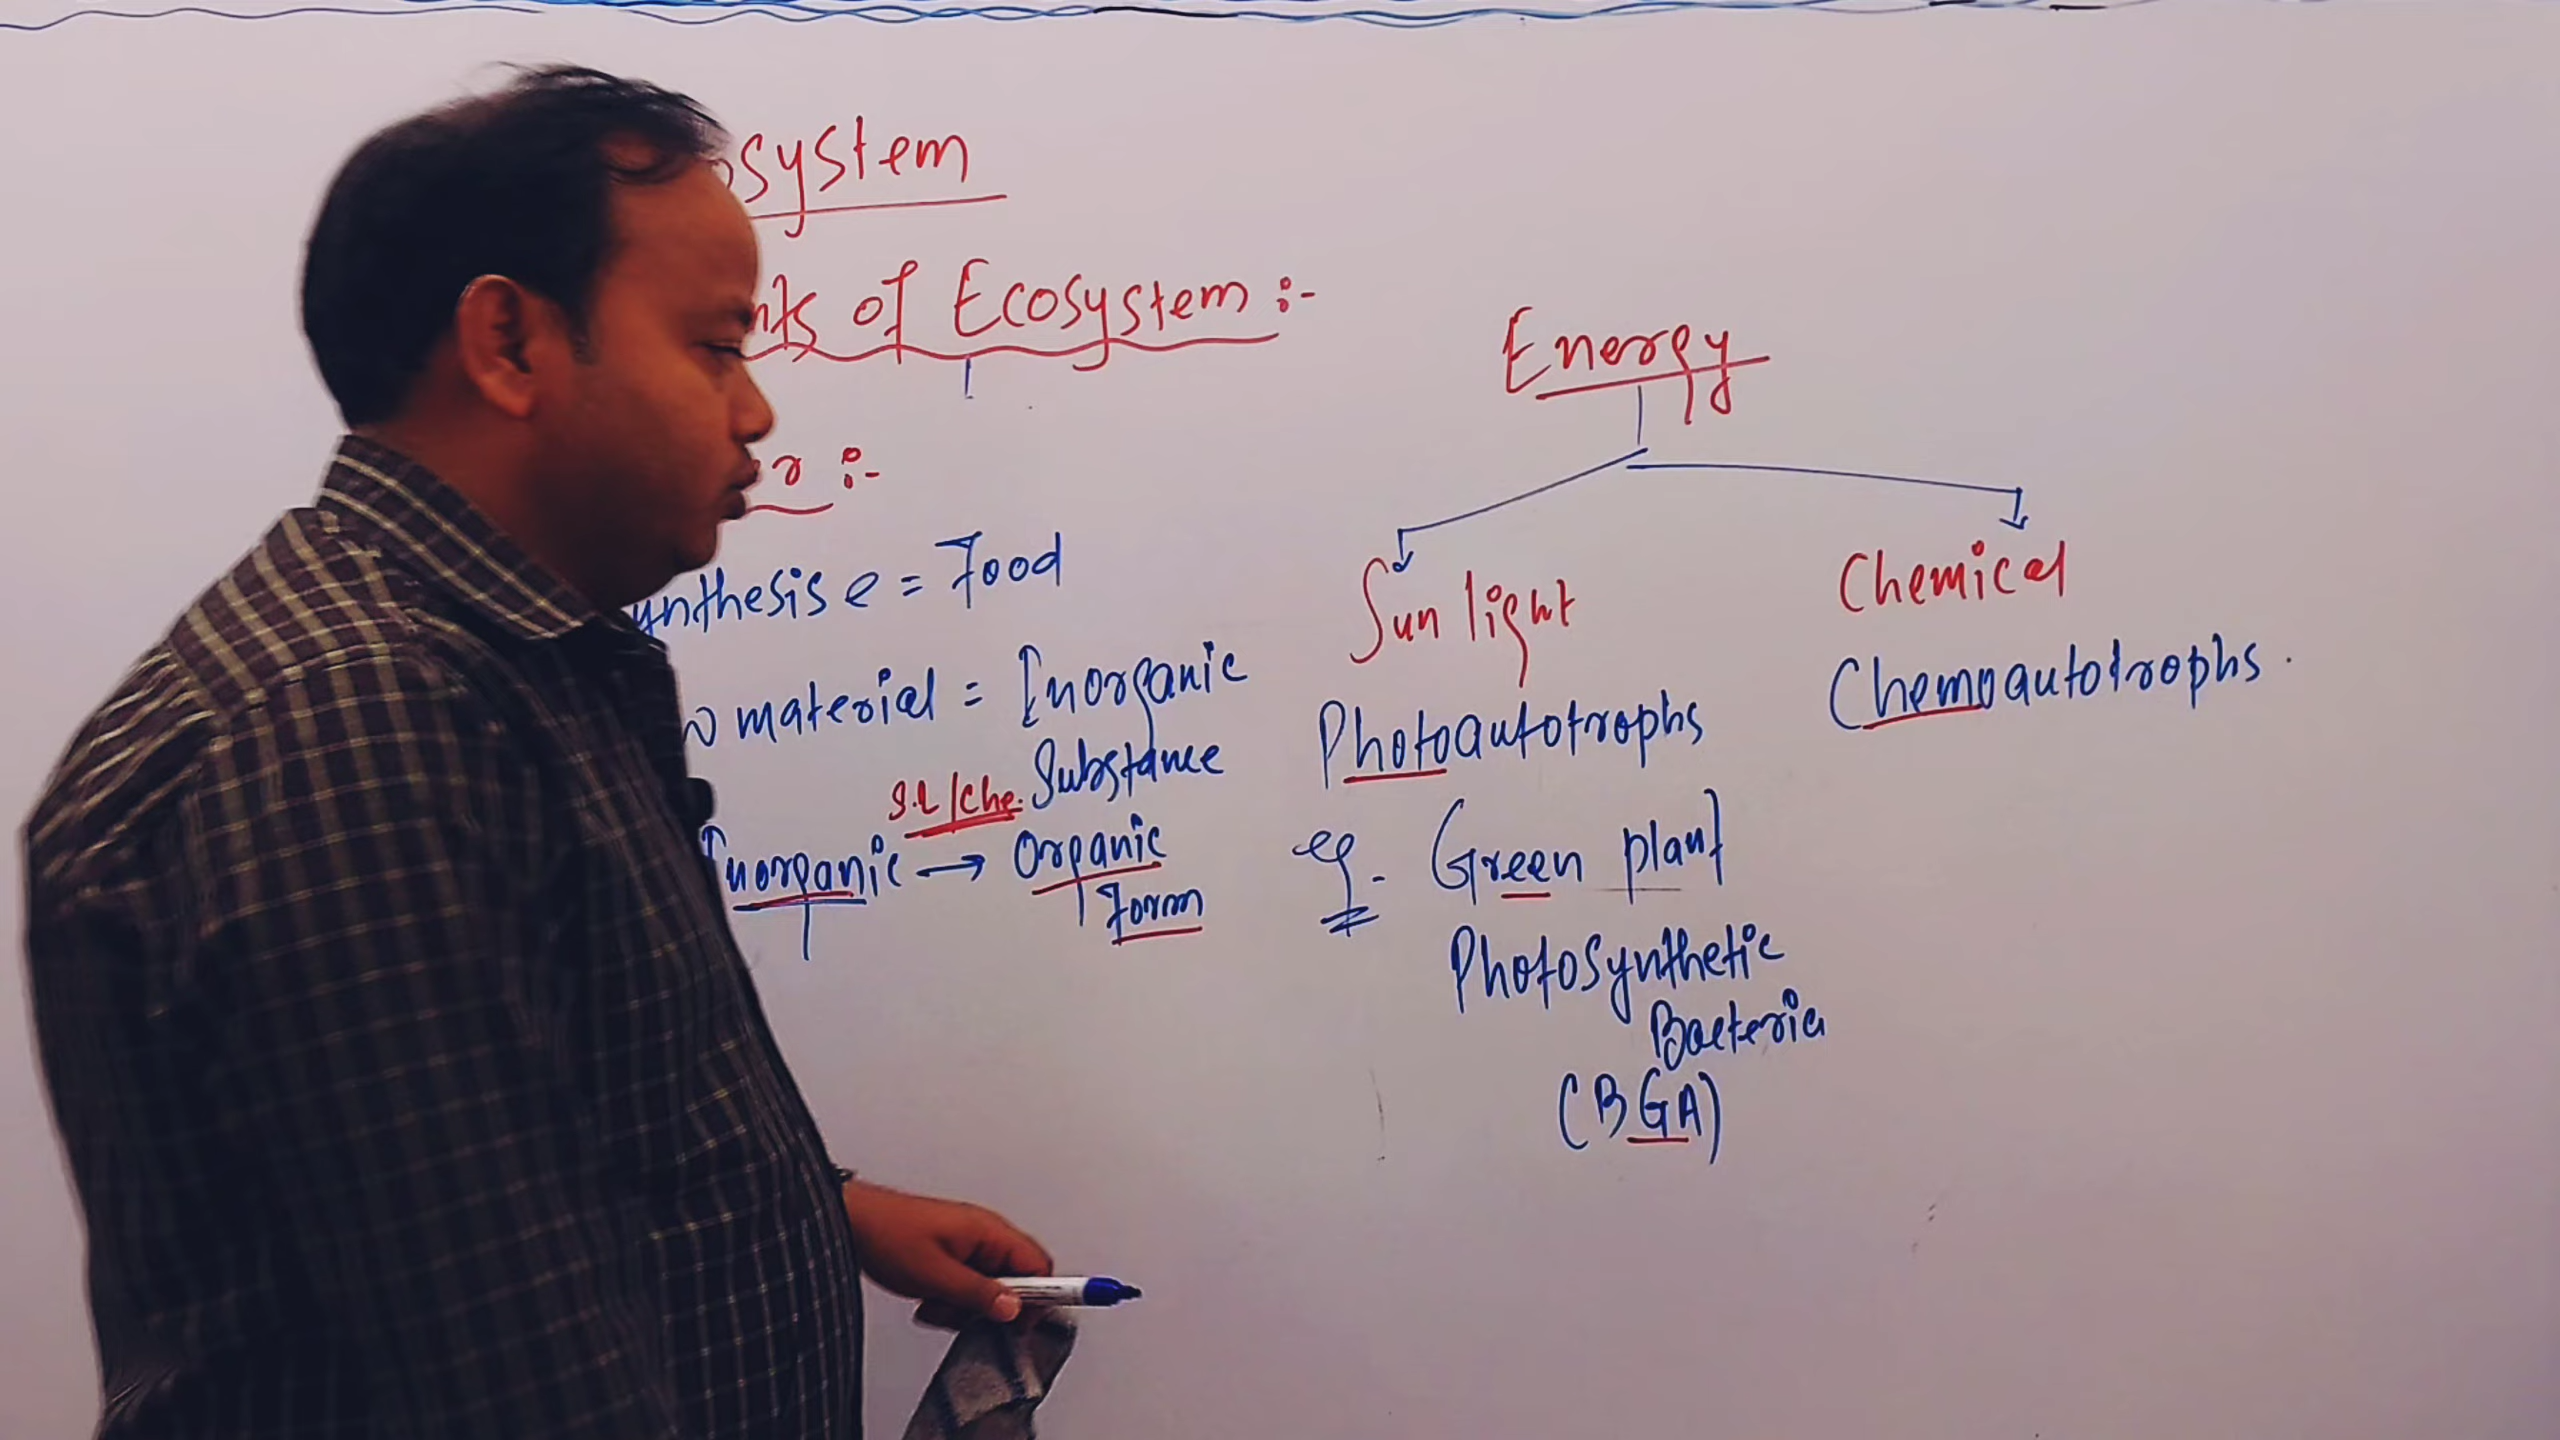 osystem
nts of Ecosystem :-
r :-
ynthesis e = Food
w material = Inorganic
Substance
S.L/Che.
Inorganic → Organic
Form
Energy
Sun light
Chemical
Photoautotrophs
Chemoautotrophs.
eg. Green plant
Photosynthetic
Bacteria
(BGA)